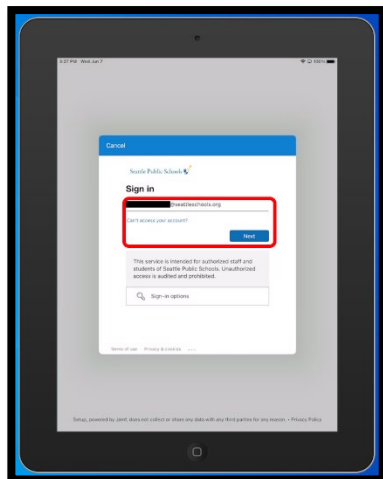 3:27 PM Wed Jun 7
100%
Cancel
Seattle Public Schools
Sign in
@seattleschools.org
Can't access your account?
Next
This service is intended for authorized staff and
students of Seattle Public Schools. Unauthorized
access is audited and prohibited.
Sign-in options
Terms of use Privacy & cookies ...
Setup, powered by Jamf, does not collect or share any data with any third parties for any reason. • Privacy Policy